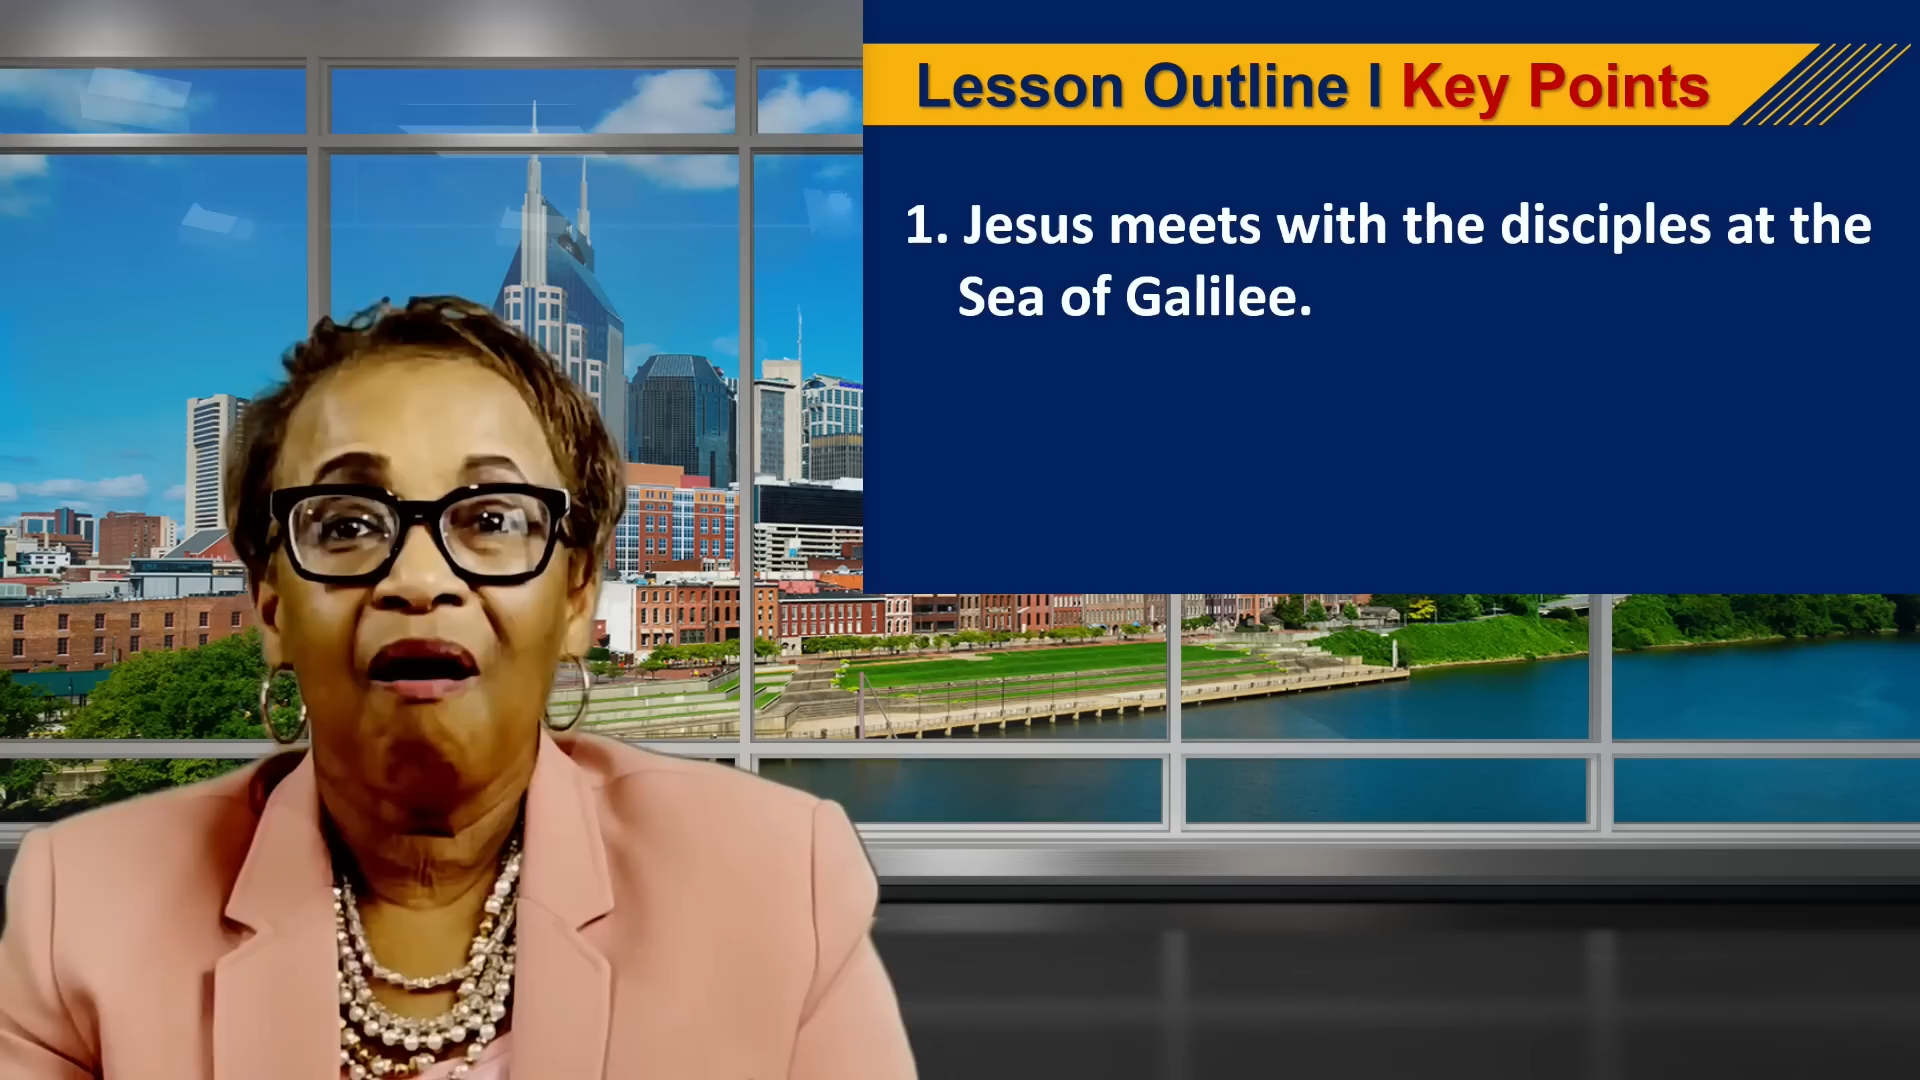 Lesson Outline I Key Points
1. Jesus meets with the disciples at the
Sea of Galilee.